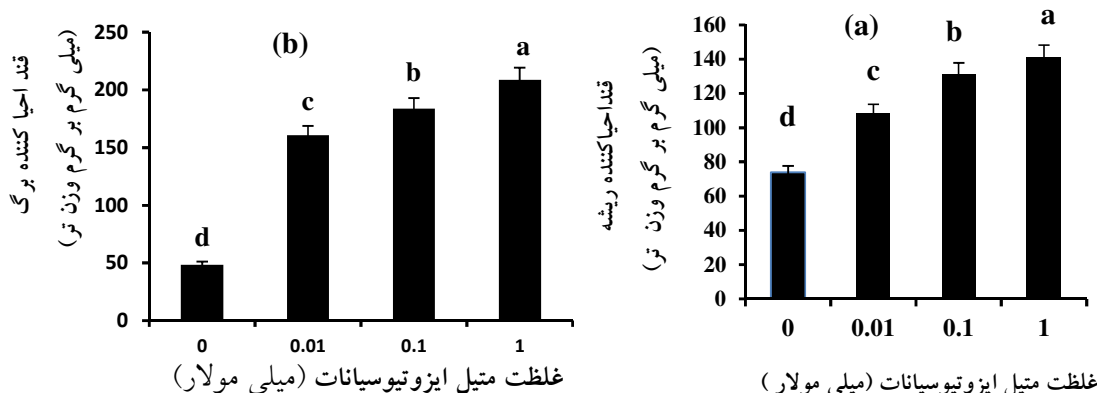 (b)
قند احیا کننده برگ
(میلی گرم بر گرم وزن تر)
250
200
150
100
50
0
d
c
b
a
0 0.01 0.1 1
غلظت متیل ایزوتیوسیانات (میلی مولار)
(a)
قنداحیاکننده ریشه
(میلی گرم بر گرم وزن تر)
160
140
120
100
80
60
40
20
0
d
c
b
a
0 0.01 0.1 1
غلظت متیل ایزوتیوسیانات (میلی مولار)